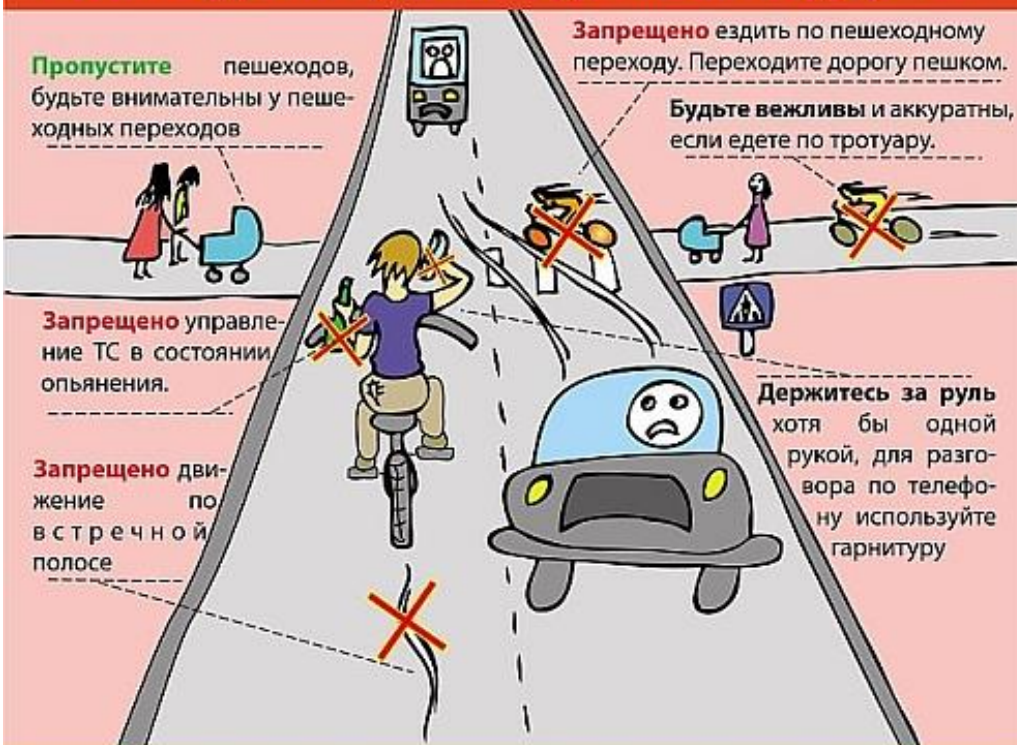 Пропустите пешеходов,
будьте внимательны у пеше-
ходных переходов
Запрещено ездить по пешеходному
переходу. Переходите дорогу пешком.
Будьте вежливы и аккуратны,
если едете по тротуару.
Запрещено управле-
ние ТС в состоянии
опьянения.
Держитесь за руль
хотя бы одной
рукой, для разго-
вора по телефо-
ну используйте
гарнитуру
Запрещено дви-
жение по
встречной
полосе